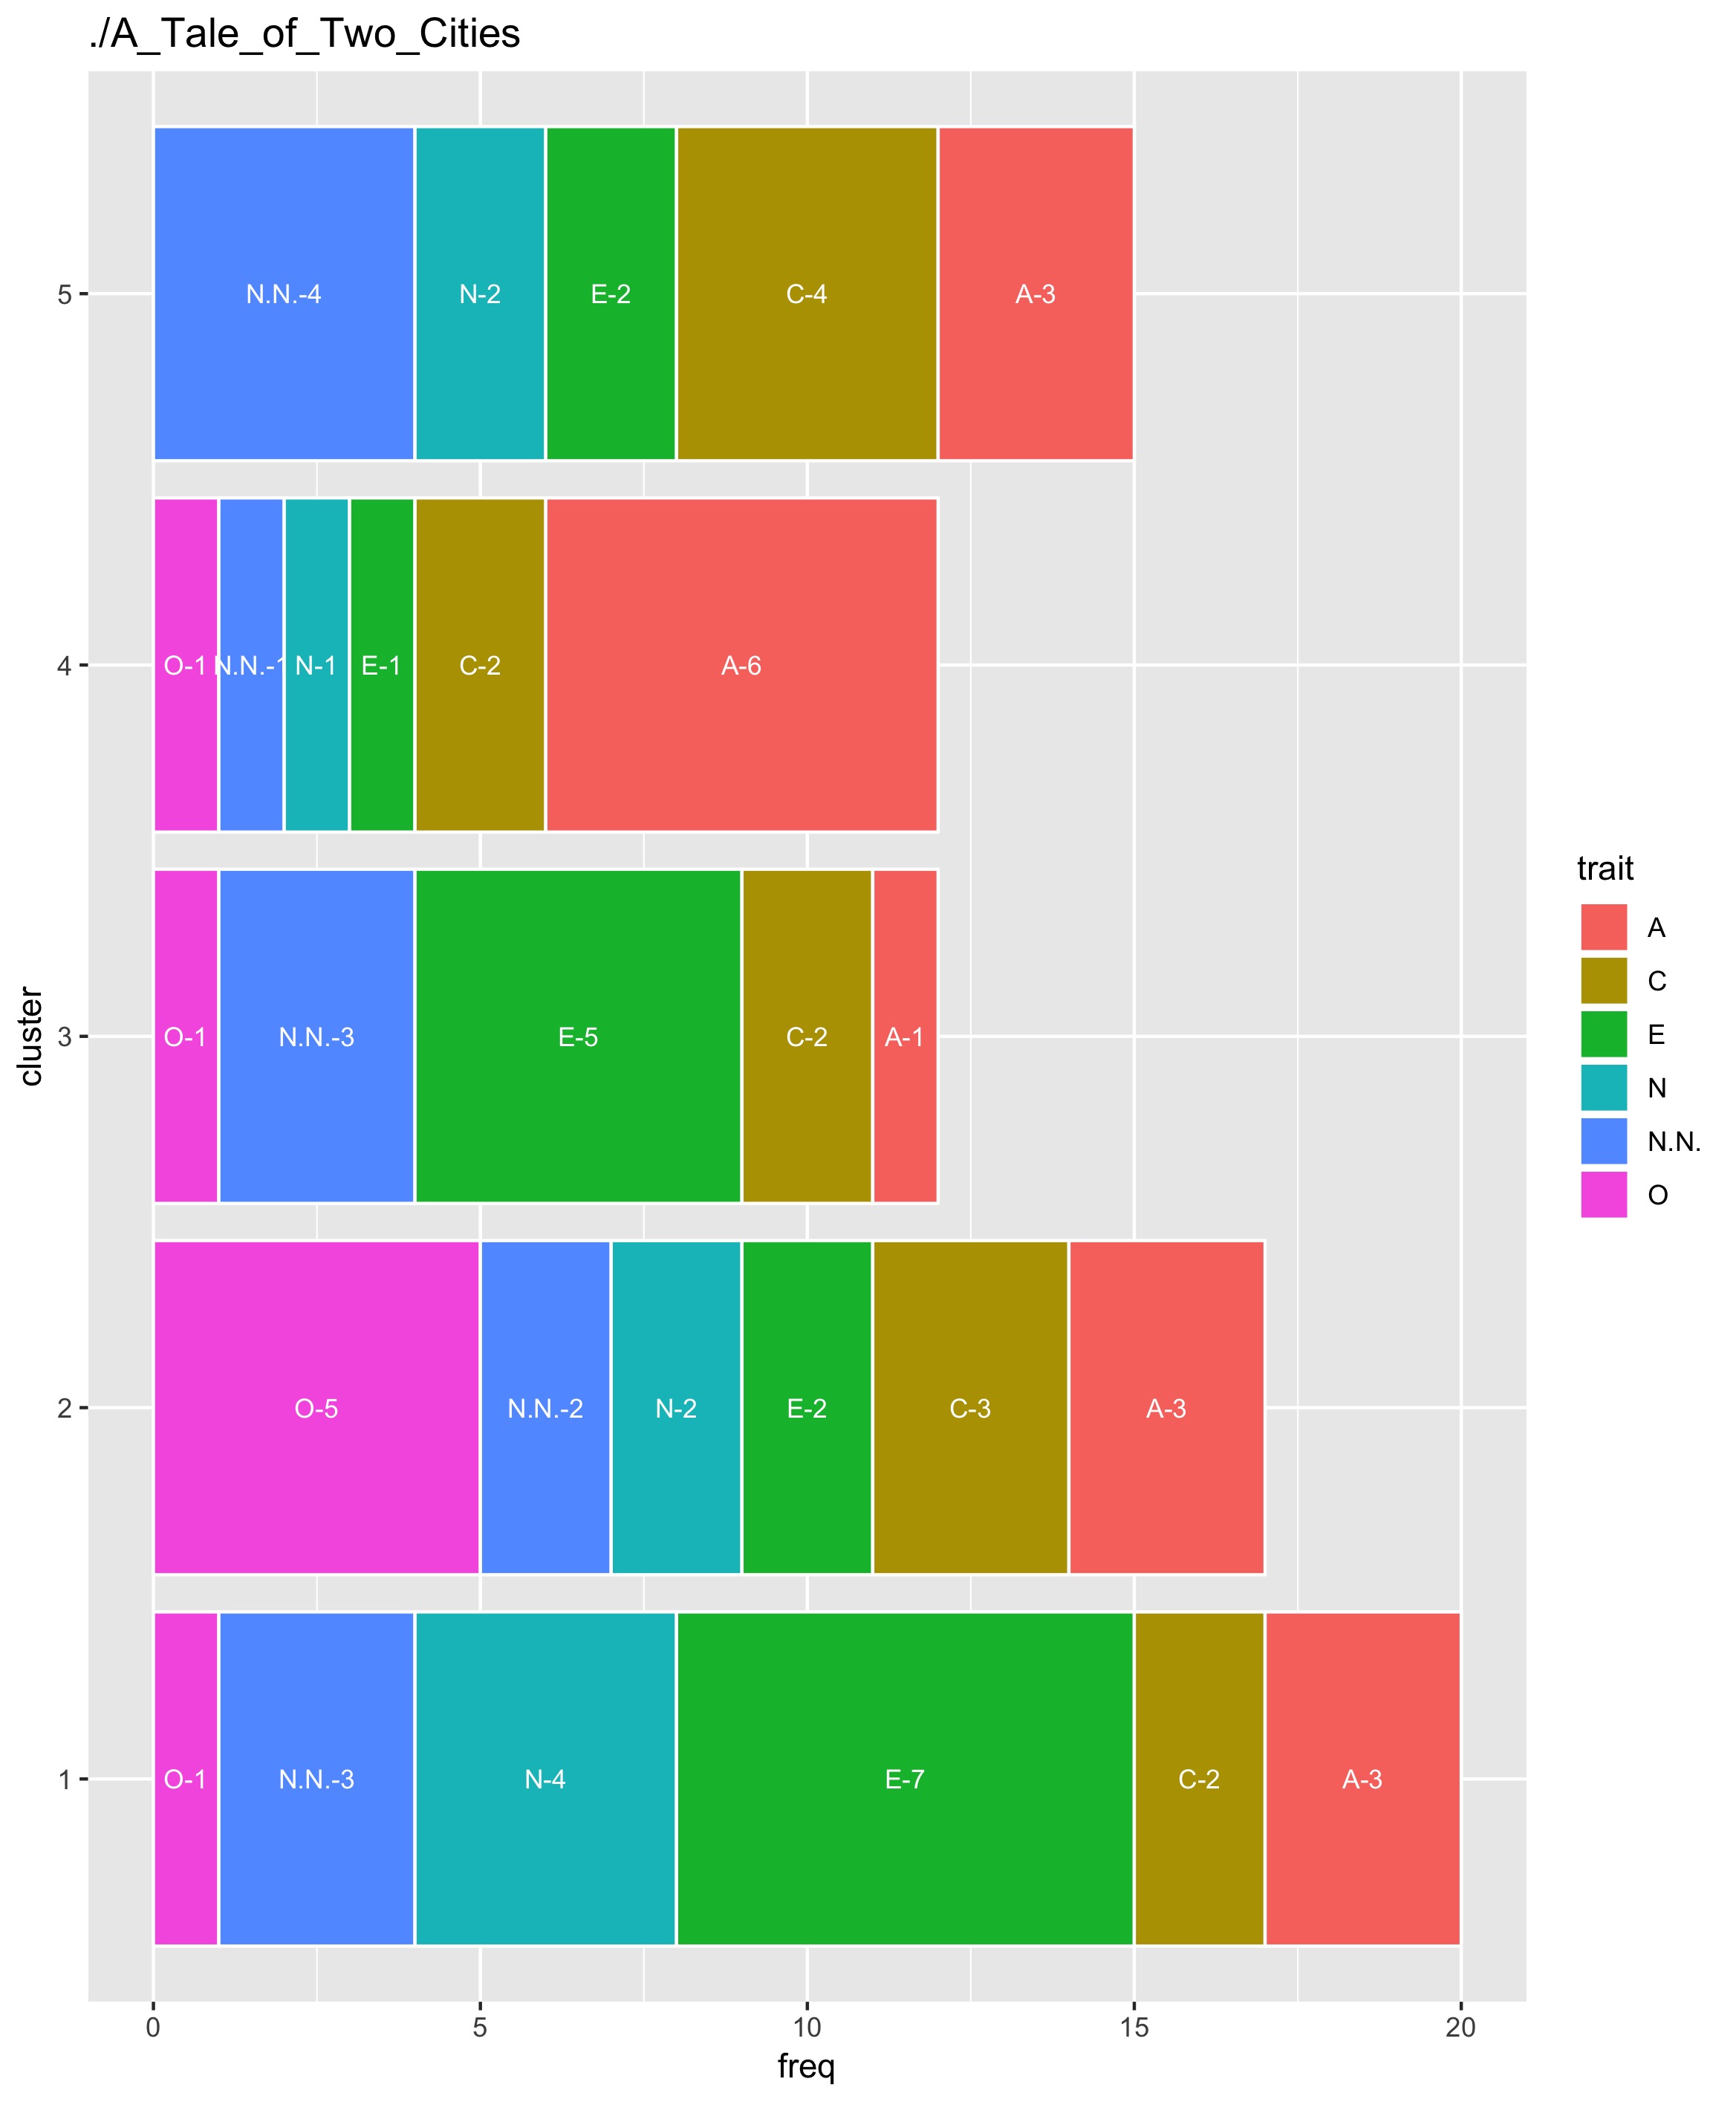 ./A_Tale_of_Two_Cities
5
N.N.-4 N-2 E-2 C-4 A-3
4
O-1 N.N.-1 N-1 E-1 C-2 A-6
cluster
3
O-1 N.N.-3 E-5 C-2 A-1
2
O-5 N.N.-2 N-2 E-2 C-3 A-3
1
O-1 N.N.-3 N-4 E-7 C-2 A-3
0 5 10 15 20
freq
trait
A
C
E
N
N.N.
O